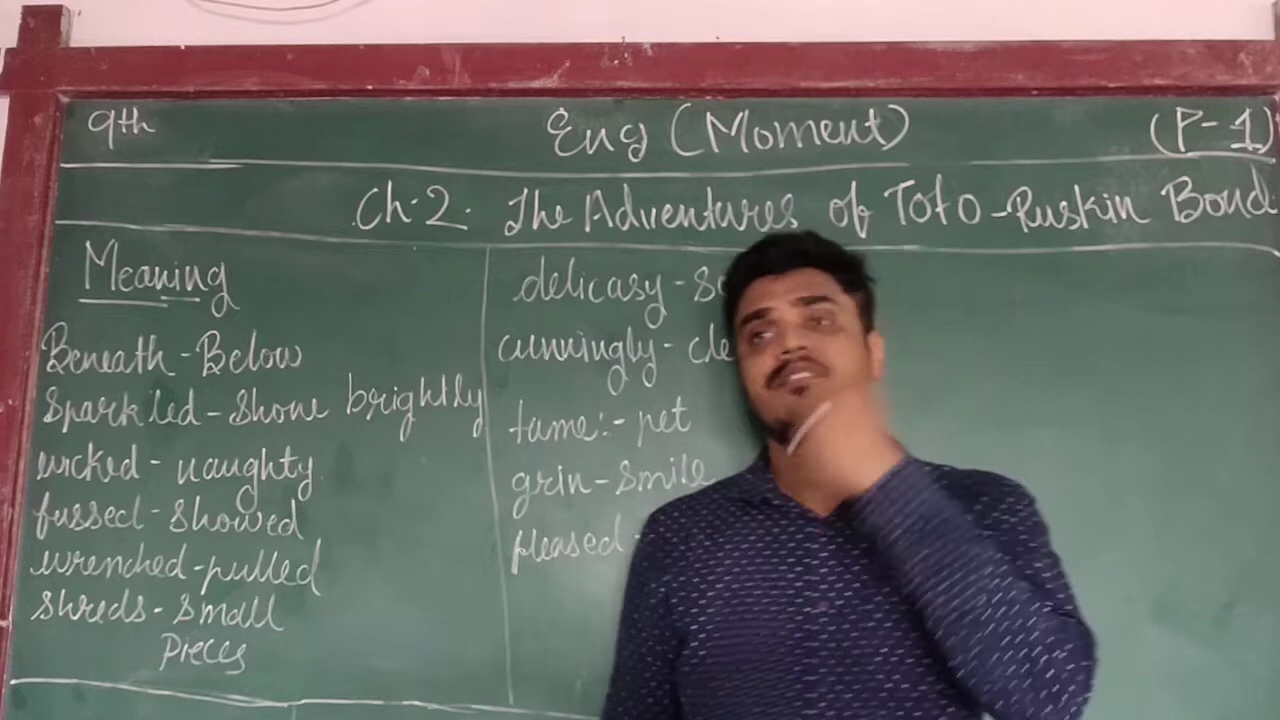 9th Eng (Moment) (P-1)
Ch.2. The Adventures of Toto-Ruskin Bond.
Meaning
Beneath-Below
Sparkled-Shone brightly
wicked-naughty
fussed-Showed
wrenched-pulled
shreds-Small
Pieces
delicasy-
cunningly-
tame:-pet
grin-Smile
pleased-